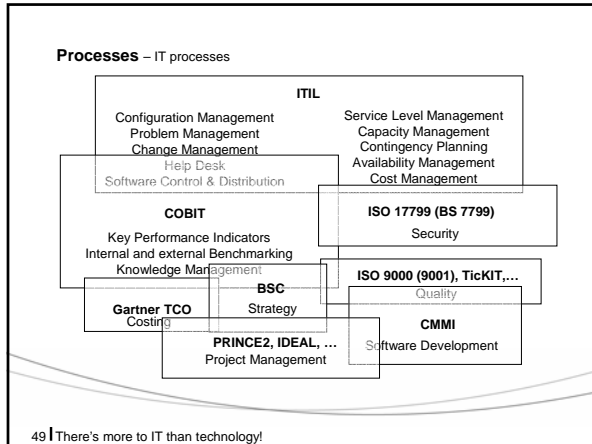 Processes – IT processes
ITIL
Configuration Management
Problem Management
Change Management
Help Desk
Software Control & Distribution
Service Level Management
Capacity Management
Contingency Planning
Availability Management
Cost Management
COBIT
Key Performance Indicators
Internal and external Benchmarking
Knowledge Management
ISO 17799 (BS 7799)
Security
BSC
Strategy
ISO 9000 (9001), TicKIT,…
Quality
Gartner TCO
Costing
CMMI
Software Development
PRINCE2, IDEAL, …
Project Management
49 There's more to IT than technology!